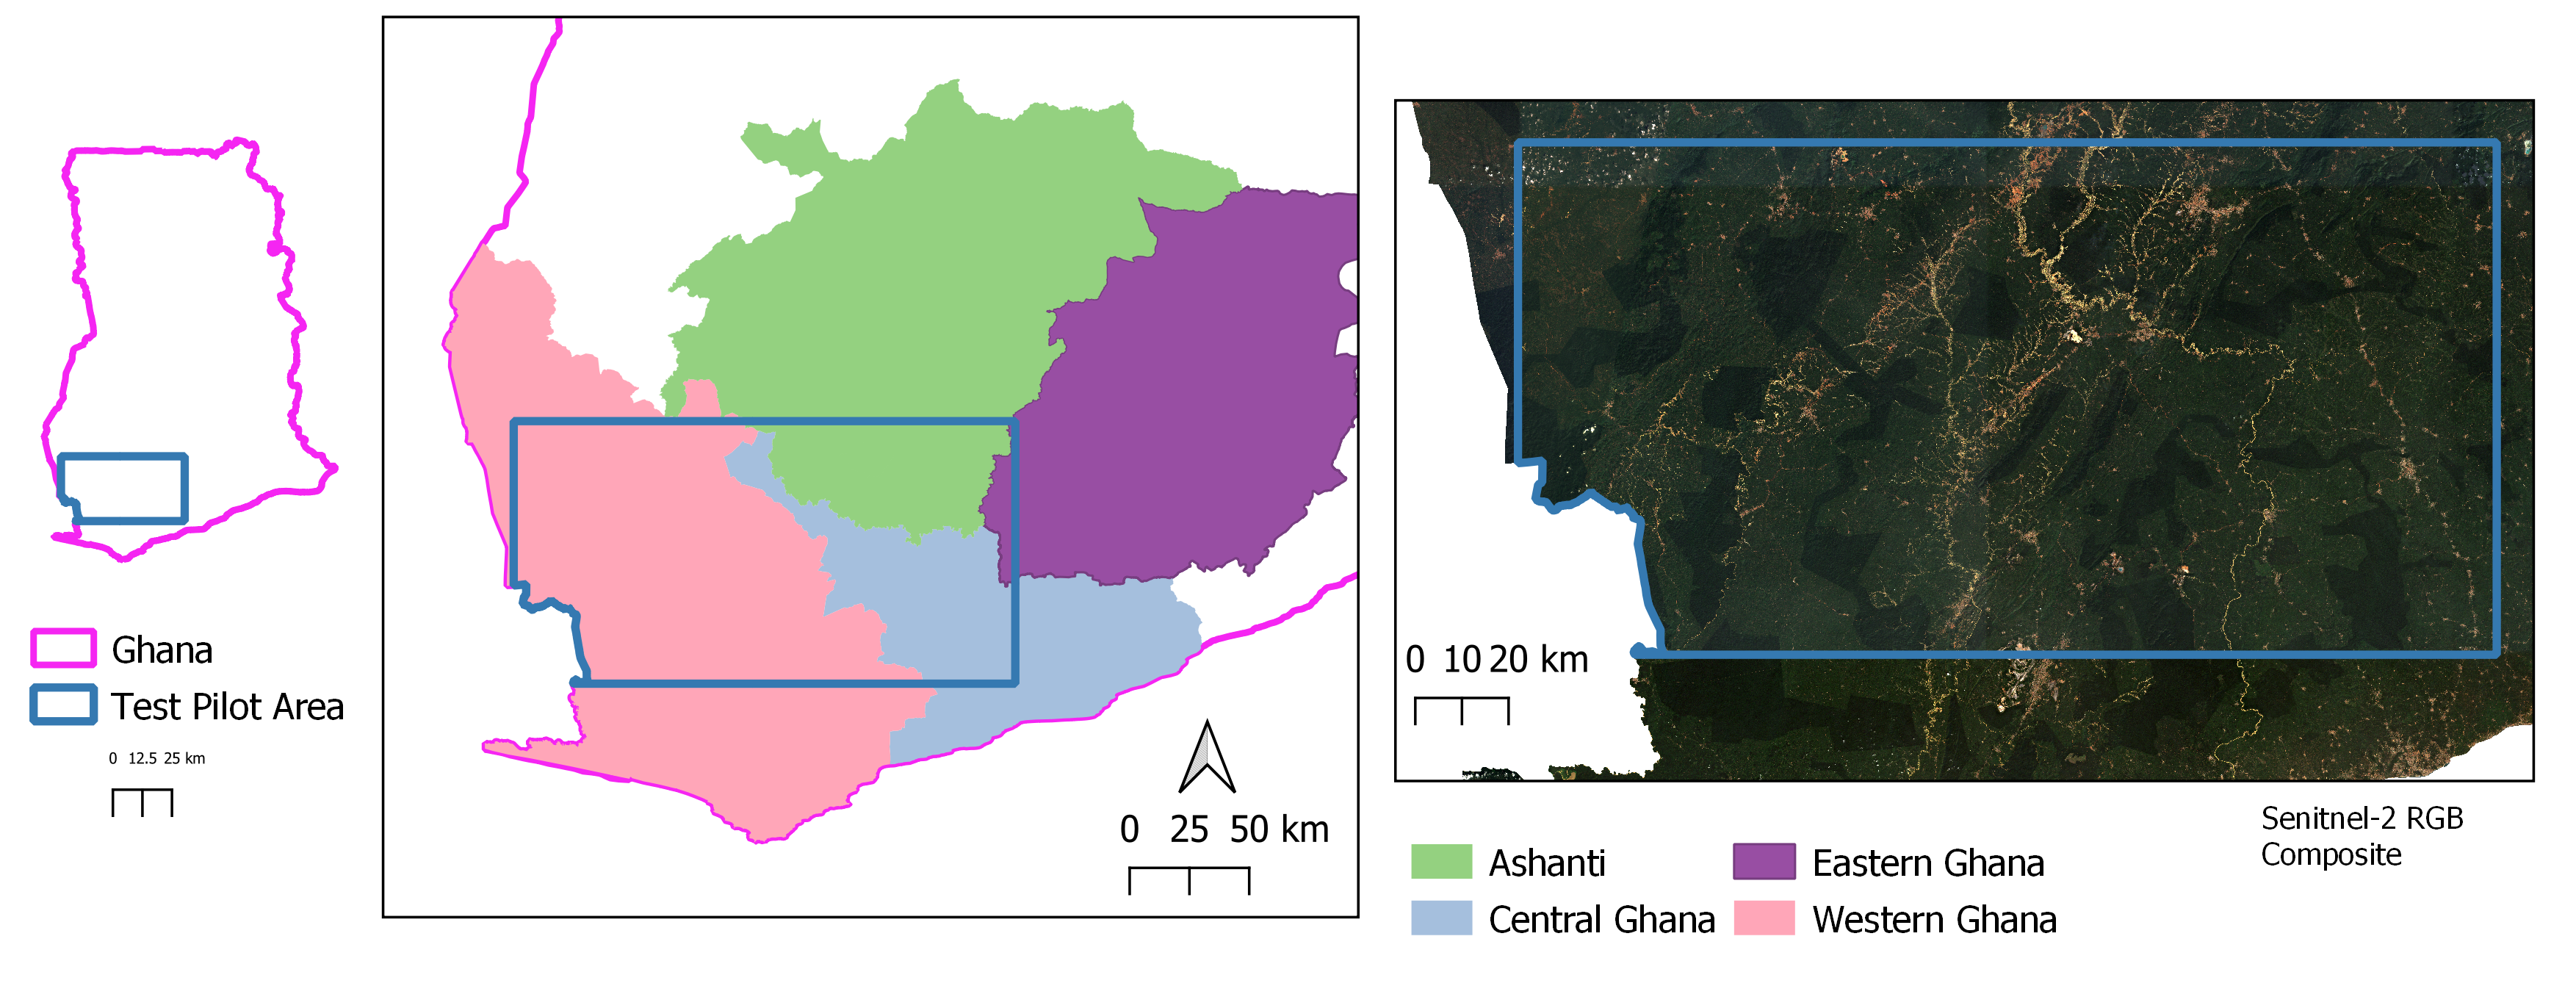 Ghana
Test Pilot Area
0 12.5 25 km
0 25 50 km
0 10 20 km
Senitnel-2 RGB
Composite
Ashanti
Eastern Ghana
Central Ghana
Western Ghana